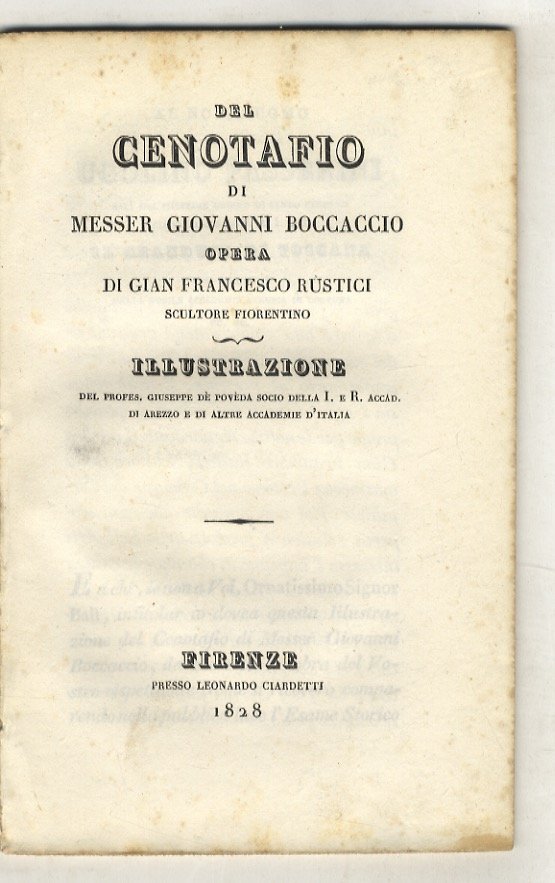 DEL
CENOTAFIO
DI
MESSER GIOVANNI BOCCACCIO
OPERA
DI GIAN FRANCESCO RÙSTICI
SCULTORE FIORENTINO
ILLUSTRAZIONE
DEL PROFES. GIUSEPPE DÈ POVÈDA SOCIO DELLA I. E R. ACCAD.
DI AREZZO E DI ALTRE ACCADEMIE D'ITALIA
FIRENZE
PRESSO LEONARDO CIARDETTI
1828